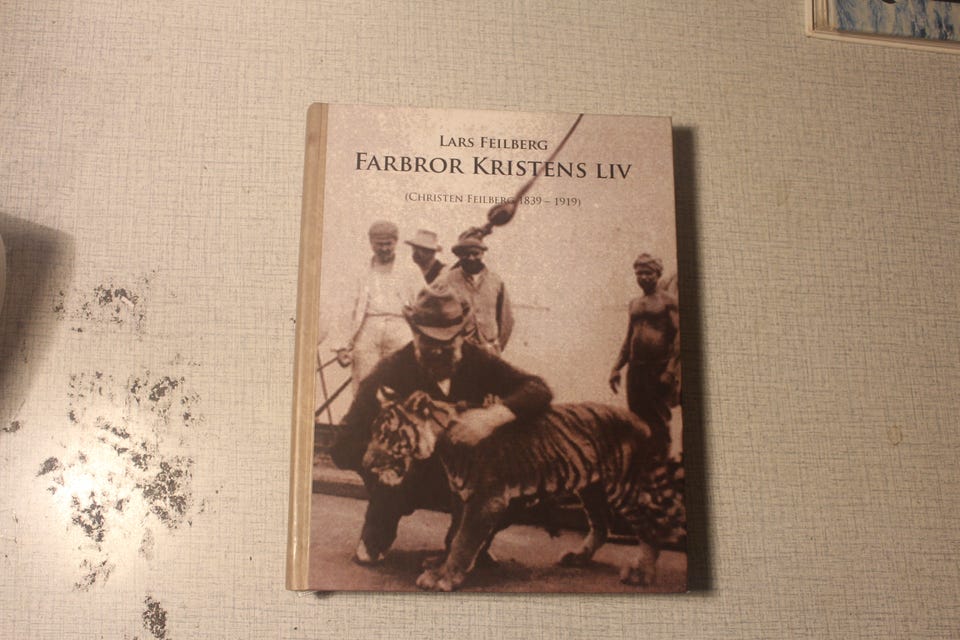 Lars Feilberg
Farbror Kristens liv
(Christen Feilberg 1839 – 1919)